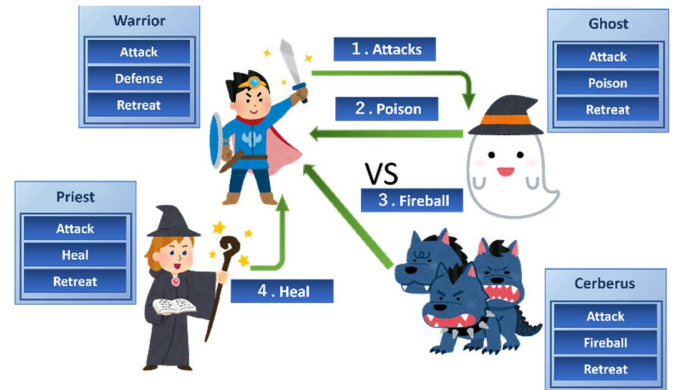 Warrior
Attack
Defense
Retreat
Ghost
Attack
Poison
Retreat
1. Attacks
2. Poison
VS
3. Fireball
Priest
Attack
Heal
Retreat
4. Heal
Cerberus
Attack
Fireball
Retreat